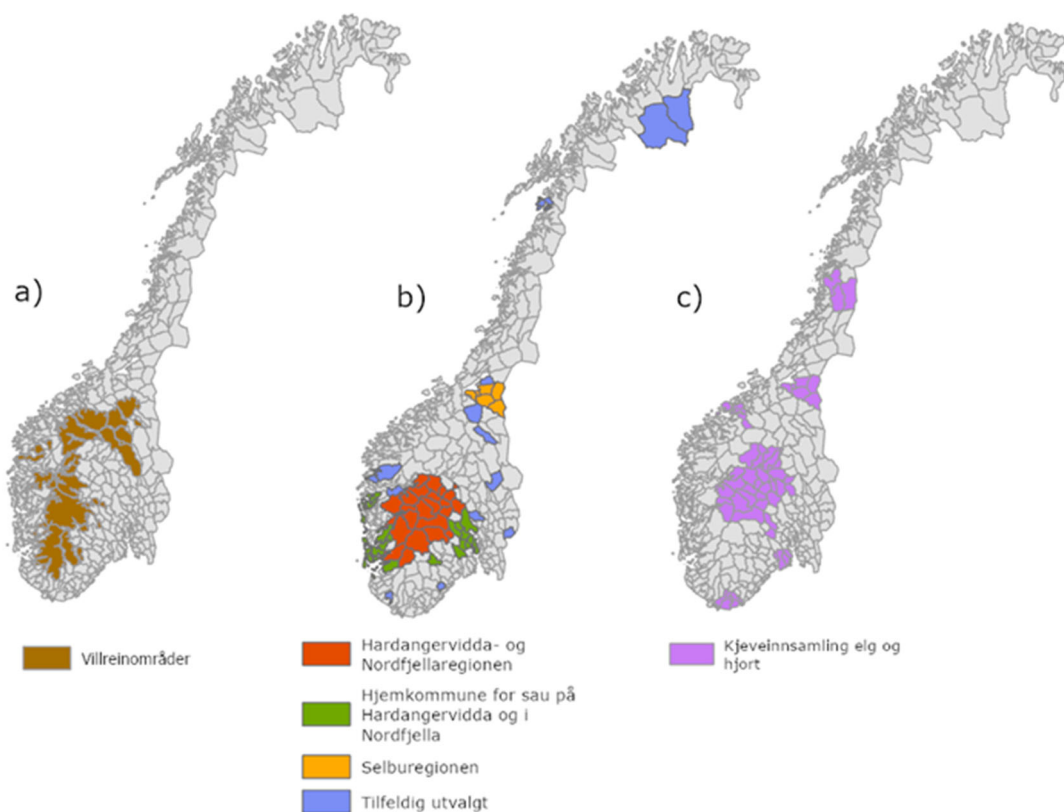 a)
b)
c)
Villreinområder
Hardangervidda- og
Nordfjellaregionen
Hjemkommune for sau på
Hardangervidda og i
Nordfjella
Selburegionen
Tilfeldig utvalgt
Kjeveinnsamling elg og
hjort